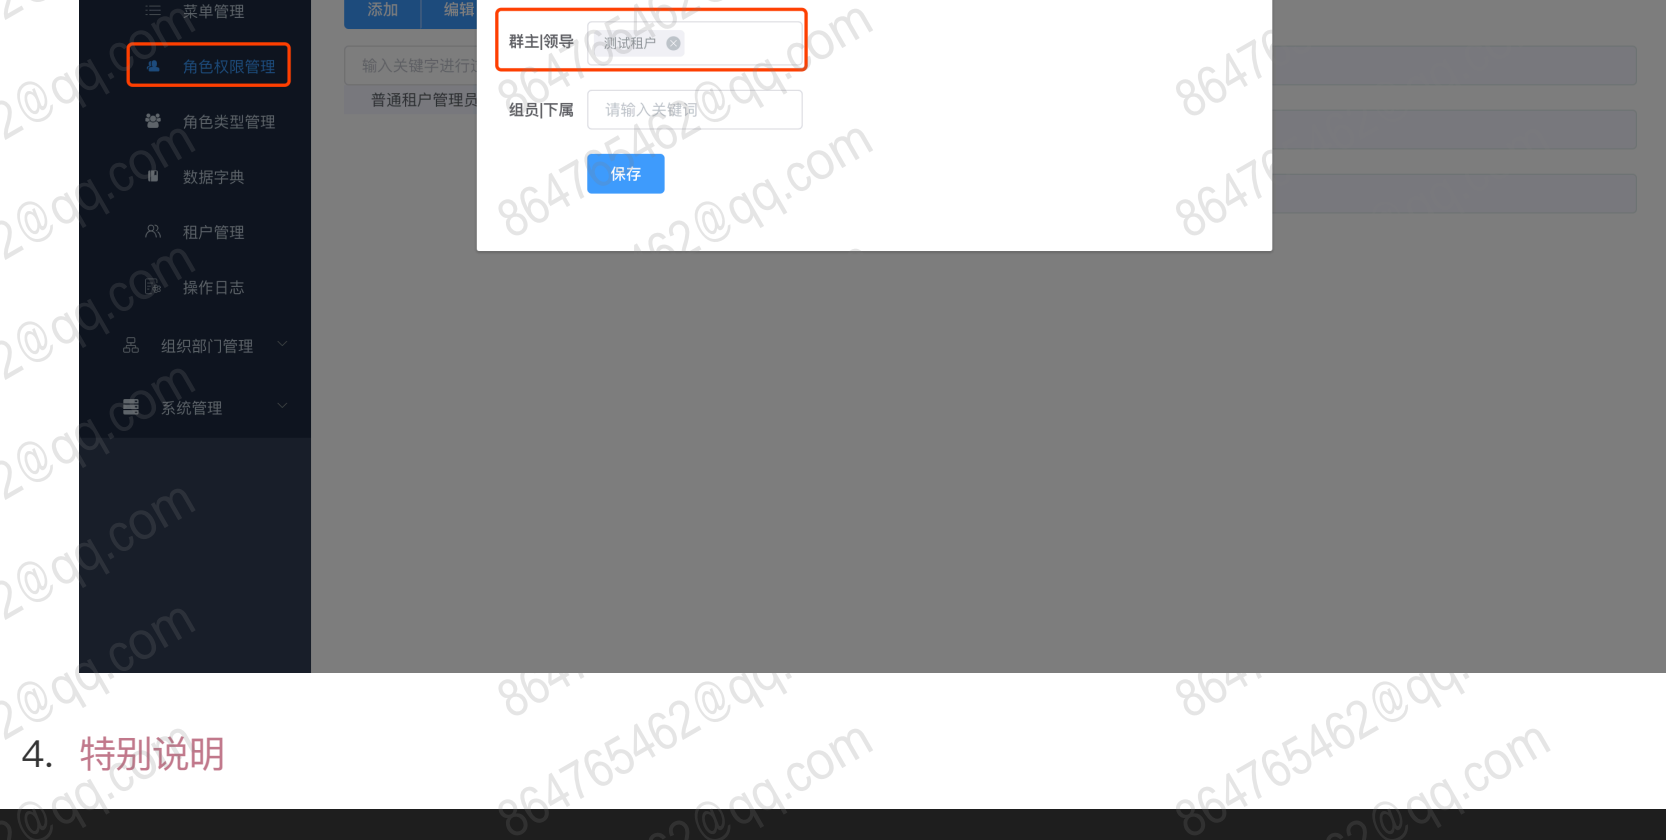 菜单管理
添加
编辑
群主|领导
测试租户
角色权限管理
输入关键字进行
普通租户管理员
组员|下属
请输入关键词
角色类型管理
保存
数据字典
租户管理
操作日志
组织部门管理
系统管理
4. 特别说明
864765462@qq.com